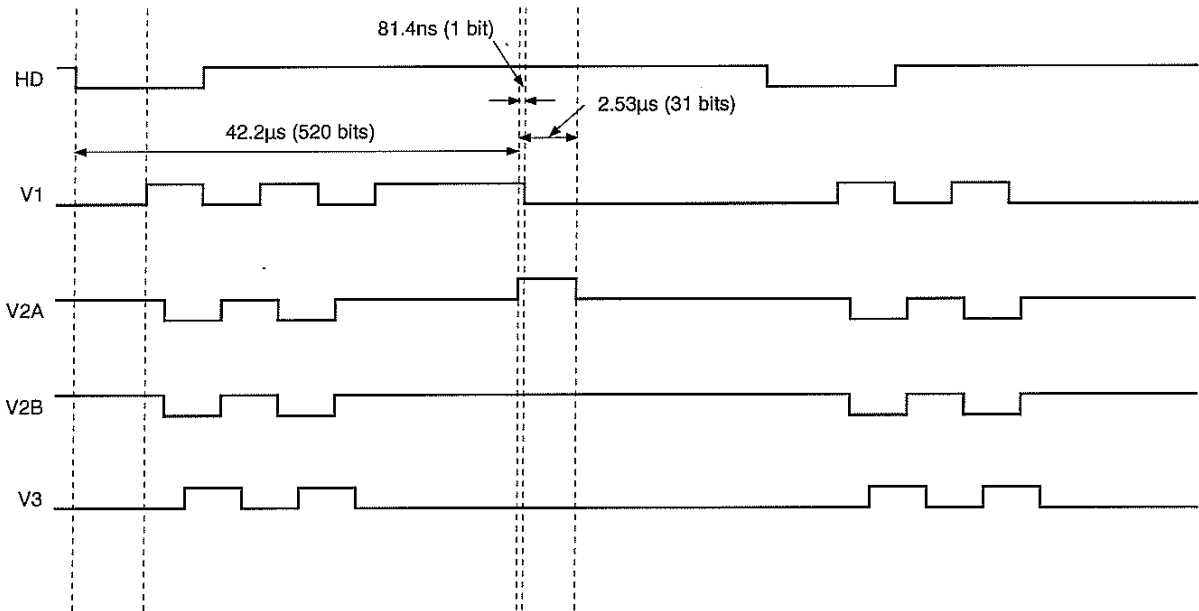 81.4ns (1 bit)
HD
2.53µs (31 bits)
42.2µs (520 bits)
V1
V2A
V2B
V3